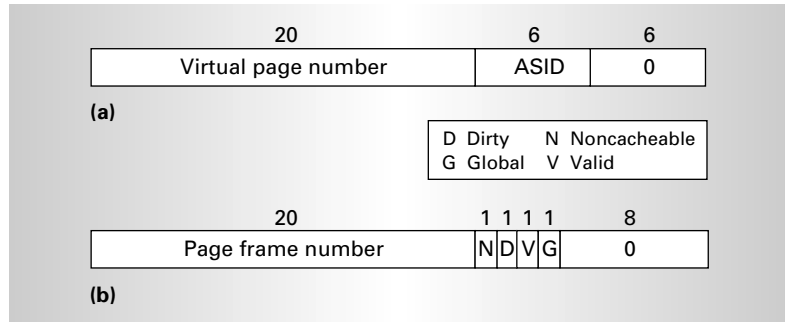 20 6 6
Virtual page number ASID 0
(a)
D Dirty N Noncacheable
G Global V Valid
20 1 1 1 1 8
Page frame number N D V G 0
(b)